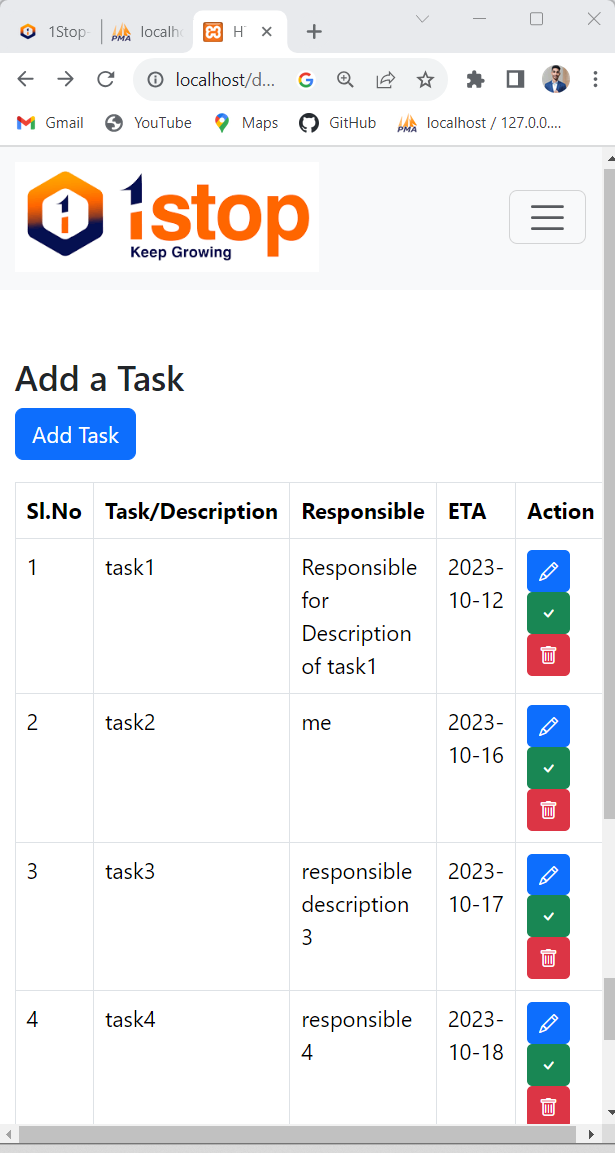 1Stop-
localh
H
localhost/d...
Gmail
YouTube
Maps
GitHub
localhost / 127.0.0....
1stop
Keep Growing
Add a Task
Add Task
Sl.No Task/Description Responsible ETA Action
1 task1 Responsible 2023-
for 10-12
Description
of task1
2 task2 me 2023-
10-16
3 task3 responsible 2023-
description 10-17
3
4 task4 responsible 2023-
4 10-18